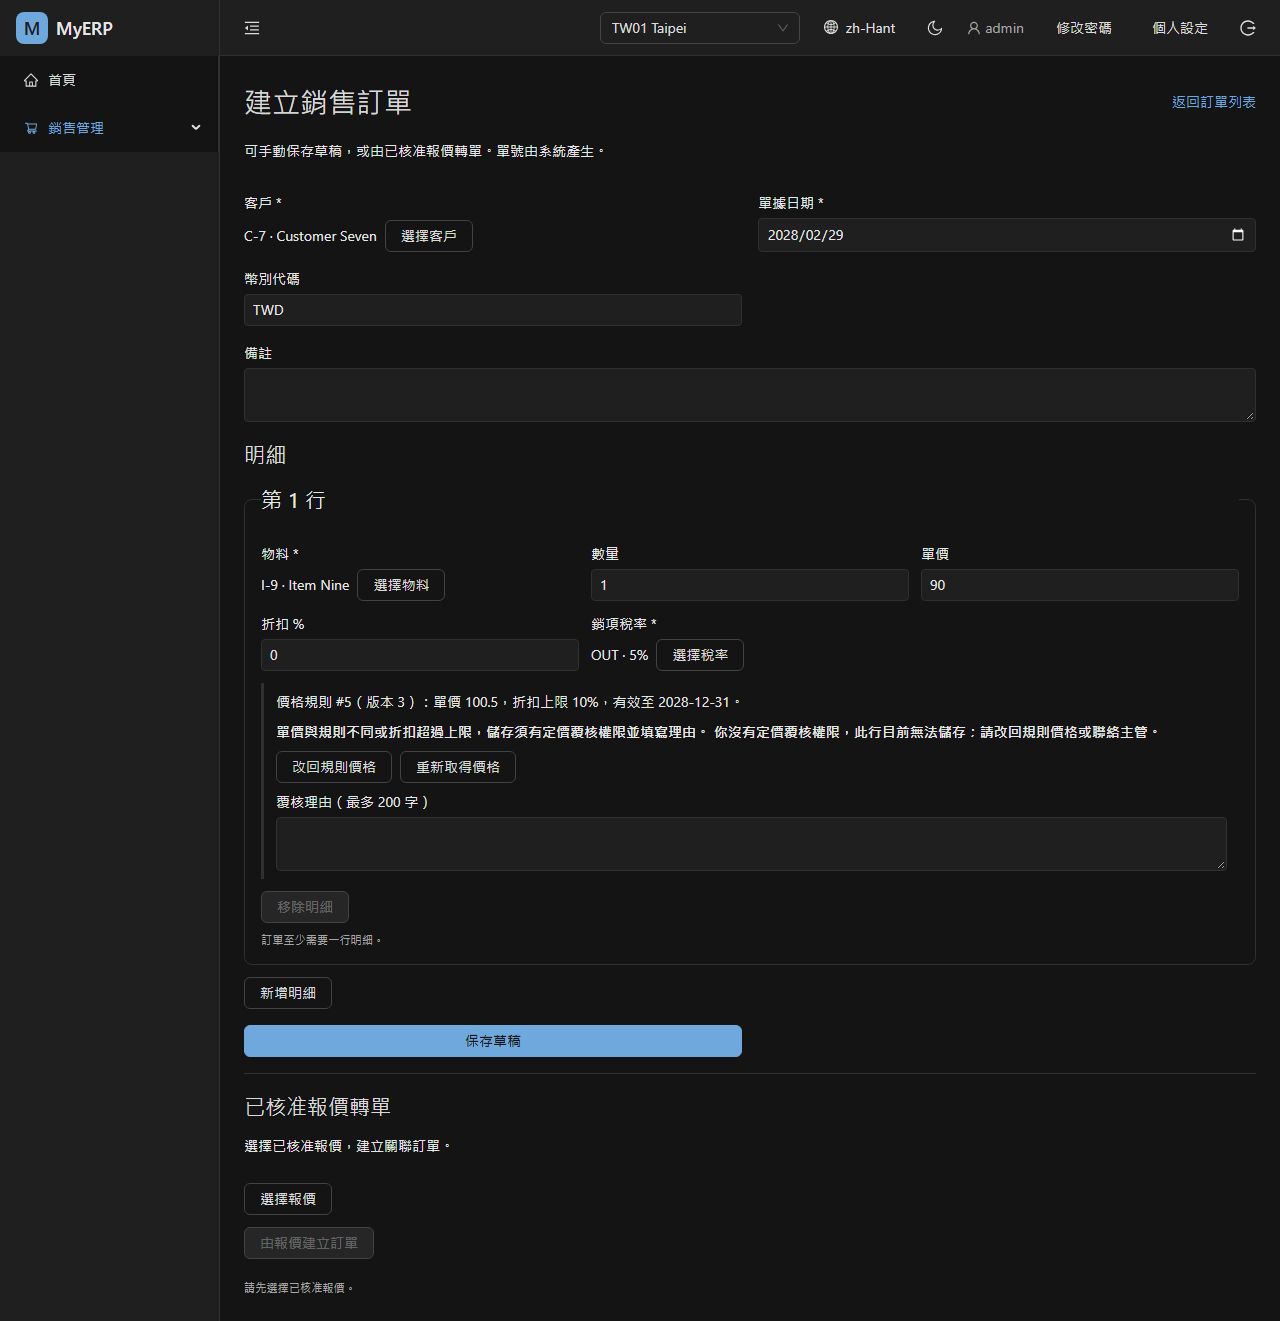 M MyERP
TW01 Taipei
zh-Hant
admin
修改密碼
個人設定
首頁
銷售管理
建立銷售訂單
返回訂單列表
可手動保存草稿，或由已核准報價轉單。單號由系統產生。
客戶 *
單據日期 *
C-7 · Customer Seven
選擇客戶
2028/02/29
幣別代碼
TWD
備註
明細
第 1 行
物料 *
數量
單價
I-9 · Item Nine
選擇物料
1
90
折扣 %
銷項稅率 *
0
OUT · 5%
選擇稅率
價格規則 #5（版本 3）：單價 100.5，折扣上限 10%，有效至 2028-12-31。
單價與規則不同或折扣超過上限，儲存須有定價覆核權限並填寫理由。 你沒有定價覆核權限，此行目前無法儲存：請改回規則價格或聯絡主管。
改回規則價格
重新取得價格
覆核理由（最多 200 字）
移除明細
訂單至少需要一行明細。
新增明細
保存草稿
已核准報價轉單
選擇已核准報價，建立關聯訂單。
選擇報價
由報價建立訂單
請先選擇已核准報價。